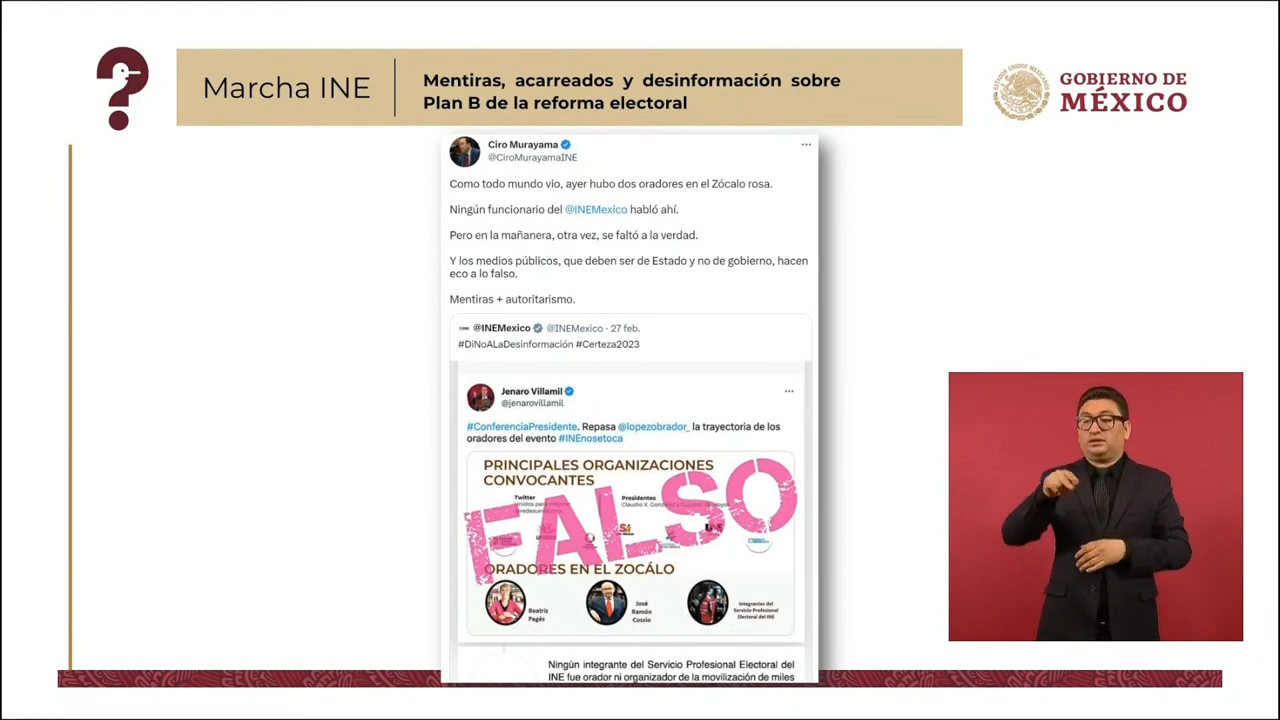 Marcha INE
Mentiras, acarreados y desinformación sobre
Plan B de la reforma electoral
GOBIERNO DE
MÉXICO
Ciro Murayama
@CiroMurayamaINE
Como todo mundo vio, ayer hubo dos oradores en el Zócalo rosa.
Ningún funcionario del @INEMexico habló ahí.
Pero en la mañanera, otra vez, se faltó a la verdad.
Y los medios públicos, que deben ser de Estado y no de gobierno, hacen
eco a lo falso.
Mentiras + autoritarismo.
@INEMexico @INEMexico · 27 feb.
#DiNoALaDesinformación #Certeza2023
Jenaro Villamil
@jenarovillamil
#ConferenciaPresidente. Repasa @lopezobrador_ la trayectoria de los
oradores del evento #INEnosetoca
PRINCIPALES ORGANIZACIONES
CONVOCANTES
Twitter
Presidentes
FALSO
ORADORES EN EL ZOCÁLO
Beatriz
Pagés
José
Ramón
Cossio
Integrantes del
Servicio Profesional
Electoral del INE
Ningún integrante del Servicio Profesional Electoral del
INE fue orador ni organizador de la movilización de miles